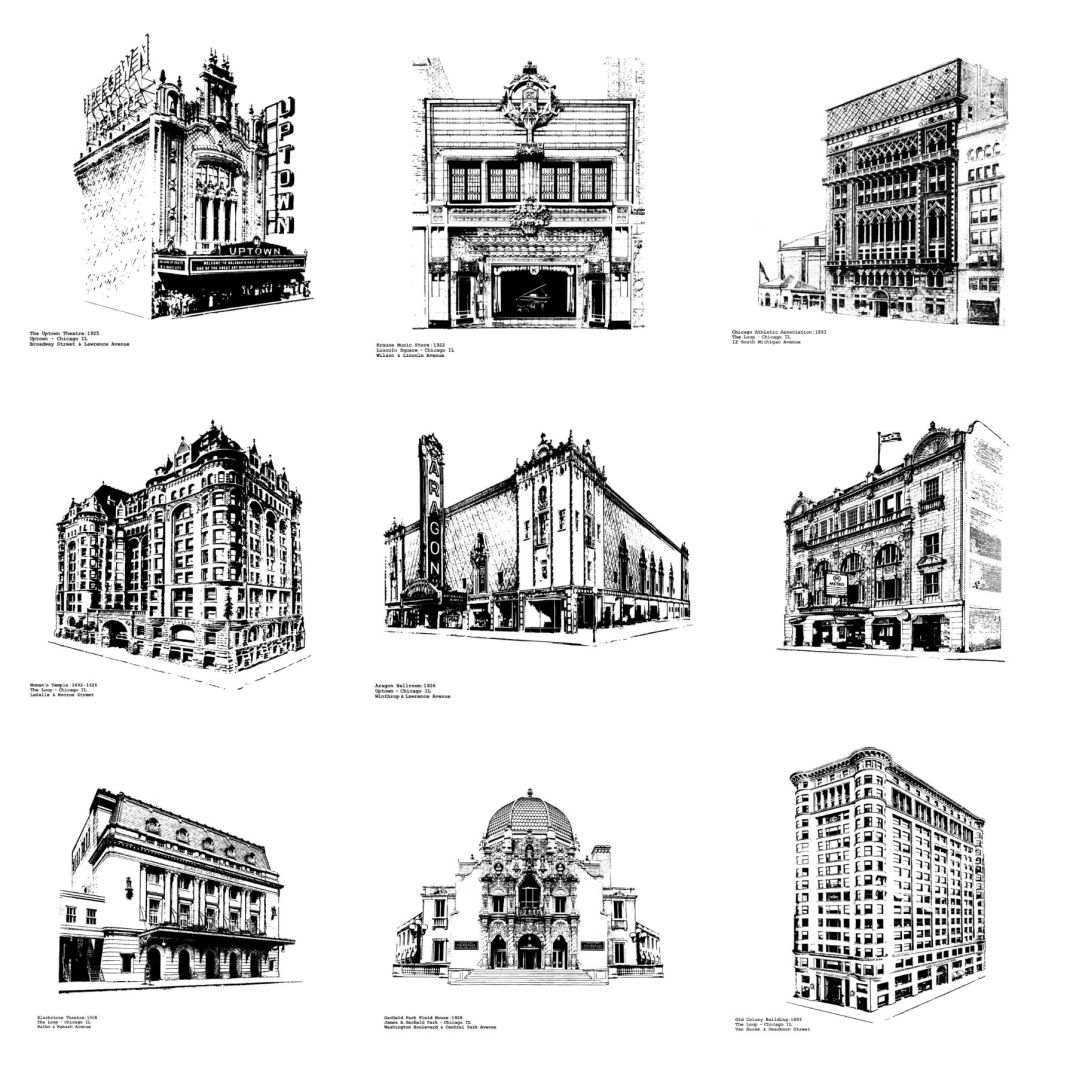 UPTOWN
UPTOWN
The Uptown Theatre:1925
Uptown - Chicago IL
Broadway Street & Lawrence Avenue
K
Krause Music Store:1922
Lincoln Square - Chicago IL
Wilson & Lincoln Avenue
Chicago Athletic Association:1893
The Loop - Chicago IL
12 South Michigan Avenue
Woman's Temple:1892-1926
The Loop - Chicago IL
LaSalle & Monroe Street
ARAGON
Aragon Ballroom:1926
Uptown - Chicago IL
Winthrop & Lawrence Avenue
METRO
Blackstone Theatre:1908
The Loop - Chicago IL
Balbo & Wabash Avenue
Garfield Park Field House:1928
James A Garfield Park - Chicago IL
Washington Boulevard & Central Park Avenue
Old Colony Building:1893
The Loop - Chicago IL
Van Buren & Dearborn Street